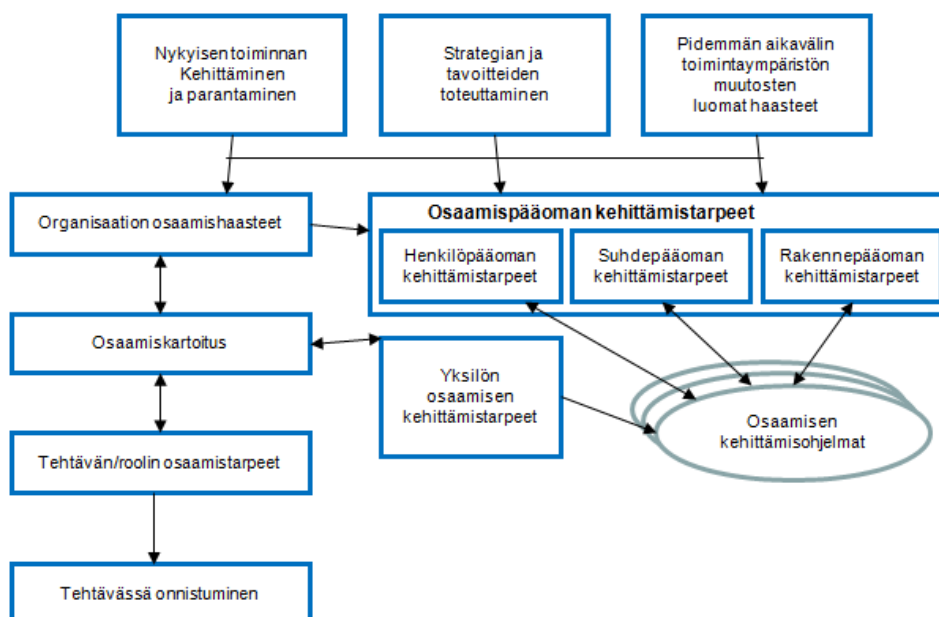 Nykyisen toiminnan
Kehittäminen
ja parantaminen
Strategian ja
tavoitteiden
toteuttaminen
Pidemmän aikavälin
toimintaympäristön
muutosten
luomat haasteet
Organisaation osaamishaasteet
Osaamispääoman kehittämistarpeet
Henkilöpääoman
kehittämistarpeet
Suhdepääoman
kehittämistarpeet
Rakennepääoman
kehittämistarpeet
Osaamiskartoitus
Yksilön
osaamisen
kehittämistarpeet
Osaamisen
kehittämisohjelmat
Tehtävän/roolin osaamistarpeet
Tehtävässä onnistuminen